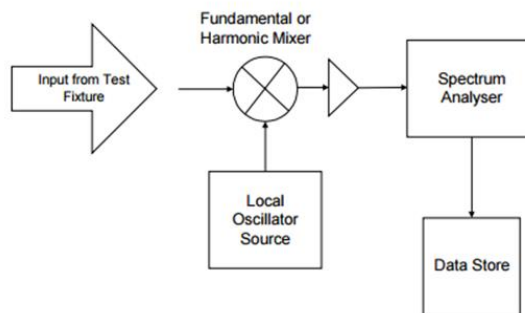 Fundamental or
Harmonic Mixer
Input from Test
Fixture
Spectrum
Analyser
Local
Oscillator
Source
Data Store